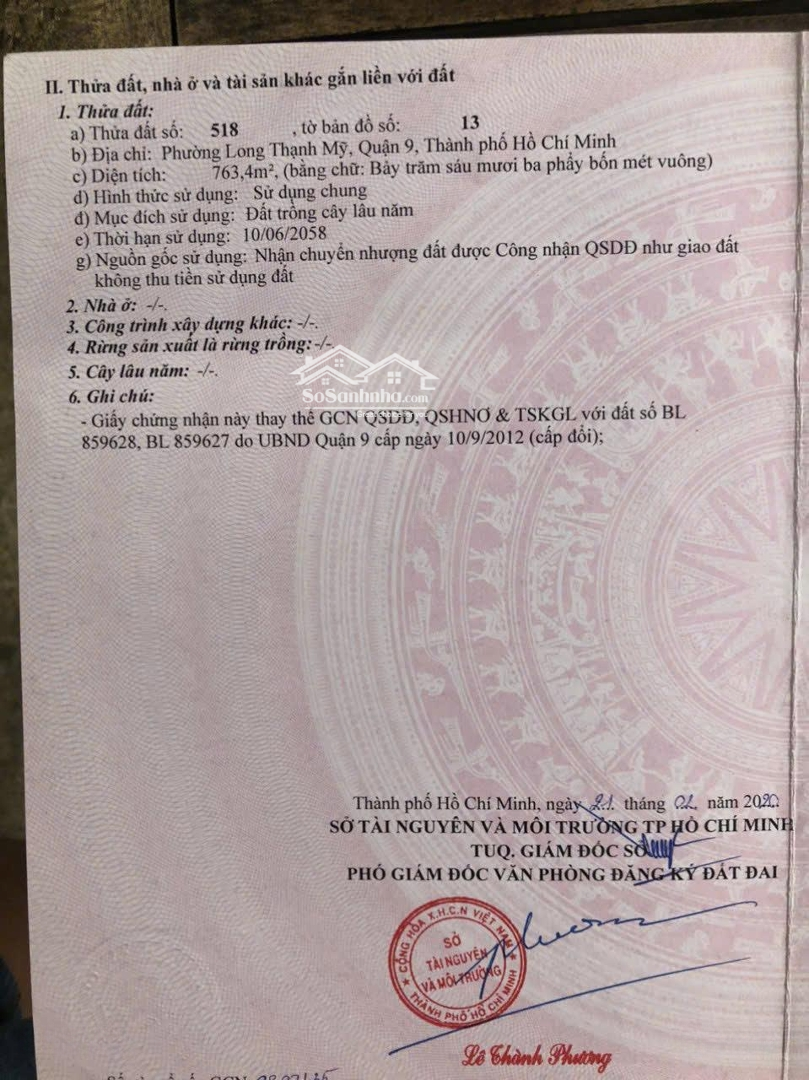 II. Thửa đất, nhà ở và tài sản khác gắn liền với đất
1. Thửa đất:
a) Thửa đất số: 518 , tờ bản đồ số: 13
b) Địa chỉ: Phường Long Thạnh Mỹ, Quận 9, Thành phố Hồ Chí Minh
c) Diện tích: 763,4m², (bằng chữ: Bảy trăm sáu mươi ba phẩy bốn mét vuông)
d) Hình thức sử dụng: Sử dụng chung
đ) Mục đích sử dụng: Đất trồng cây lâu năm
e) Thời hạn sử dụng: 10/06/2058
g) Nguồn gốc sử dụng: Nhận chuyển nhượng đất được Công nhận QSDĐ như giao đất
không thu tiền sử dụng đất
2. Nhà ở: -/-.
3. Công trình xây dựng khác: -/-.
4. Rừng sản xuất là rừng trồng: -/-.
5. Cây lâu năm: -/-.
6. Ghi chú:
SoSanhnha.com
- Giấy chứng nhận này thay thế GCN QSDĐ, QSHNƠ & TSKGL với đất số BL
859628, BL 859627 do UBND Quận 9 cấp ngày 10/9/2012 (cấp đổi);
Thành phố Hồ Chí Minh, ngày 21 tháng 02 năm 2020
SỞ TÀI NGUYÊN VÀ MÔI TRƯỜNG TP HỒ CHÍ MINH
TUQ. GIÁM ĐỐC SỞ
PHÓ GIÁM ĐỐC VĂN PHÒNG ĐĂNG KÝ ĐẤT ĐAI
CỘNG HÒA X.H.C.N VIỆT NAM
SỞ
TÀI NGUYÊN
VÀ MÔI TRƯỜNG
THÀNH PHỐ HỒ CHÍ MINH
Lê Thành Phương